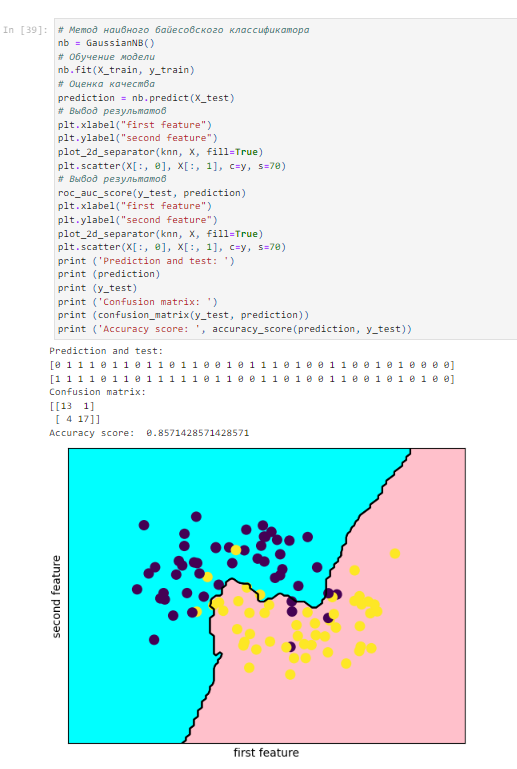 In [39]:
# Метод наивного байесовского классификатора
nb = GaussianNB()
# Обучение модели
nb.fit(X_train, y_train)
# Оценка качества
prediction = nb.predict(X_test)
# Вывод результатов
plt.xlabel("first feature")
plt.ylabel("second feature")
plot_2d_separator(knn, X, fill=True)
plt.scatter(X[:, 0], X[:, 1], c=y, s=70)
# Вывод результатов
roc_auc_score(y_test, prediction)
plt.xlabel("first feature")
plt.ylabel("second feature")
plot_2d_separator(knn, X, fill=True)
plt.scatter(X[:, 0], X[:, 1], c=y, s=70)
print ('Prediction and test: ')
print (prediction)
print (y_test)
print ('Confusion matrix: ')
print (confusion_matrix(y_test, prediction))
print ('Accuracy score: ', accuracy_score(prediction, y_test))
Prediction and test:
[0 1 1 1 0 1 1 0 1 1 0 1 1 0 0 1 0 1 1 1 0 1 0 0 1 1 0 0 1 0 1 0 0 0 0]
[1 1 1 1 0 1 1 0 1 1 1 1 1 0 1 1 0 0 1 1 0 1 0 0 1 1 0 0 1 0 1 0 1 0 0]
Confusion matrix:
[[13 1]
[ 4 17]]
Accuracy score: 0.8571428571428571
second feature
first feature